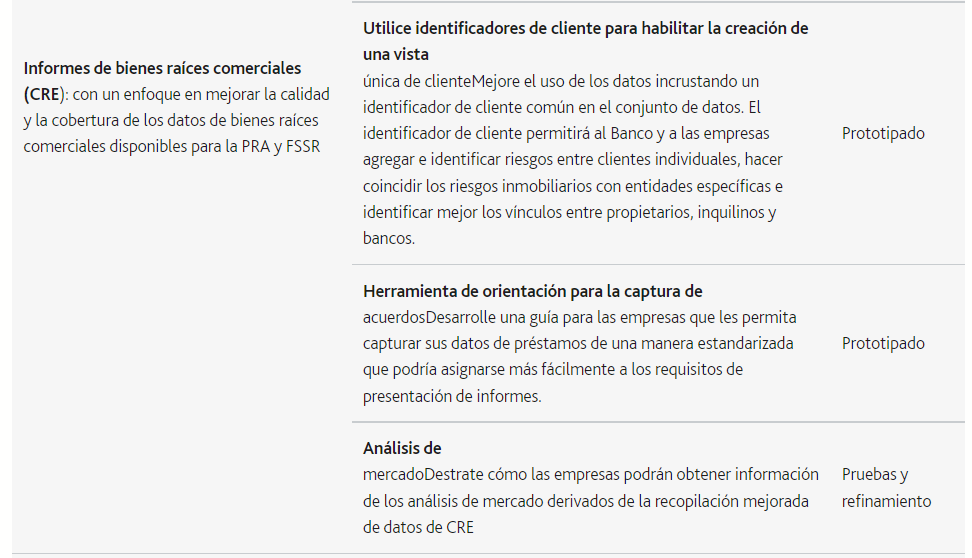 Informes de bienes raíces comerciales
(CRE): con un enfoque en mejorar la calidad
y la cobertura de los datos de bienes raíces
comerciales disponibles para la PRA y FSSR
Utilice identificadores de cliente para habilitar la creación de
una vista
única de clienteMejore el uso de los datos incrustando un
identificador de cliente común en el conjunto de datos. El
identificador de cliente permitirá al Banco y a las empresas
agregar e identificar riesgos entre clientes individuales, hacer
coincidir los riesgos inmobiliarios con entidades específicas e
identificar mejor los vínculos entre propietarios, inquilinos y
bancos.
Prototipado
Herramienta de orientación para la captura de
acuerdosDesarrolle una guía para las empresas que les permita
capturar sus datos de préstamos de una manera estandarizada
que podría asignarse más fácilmente a los requisitos de
presentación de informes.
Prototipado
Análisis de
mercadoDestrate cómo las empresas podrán obtener información
de los análisis de mercado derivados de la recopilación mejorada
de datos de CRE
Pruebas y
refinamiento